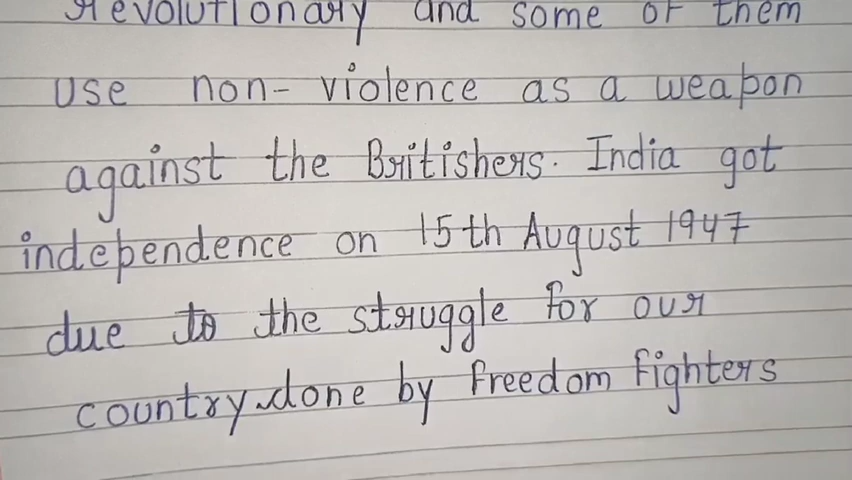 revolutionary and some of them
use non- violence as a weapon
against the Britishers. India got
independence on 15th August 1947
due to the struggle for our
country done by freedom fighters